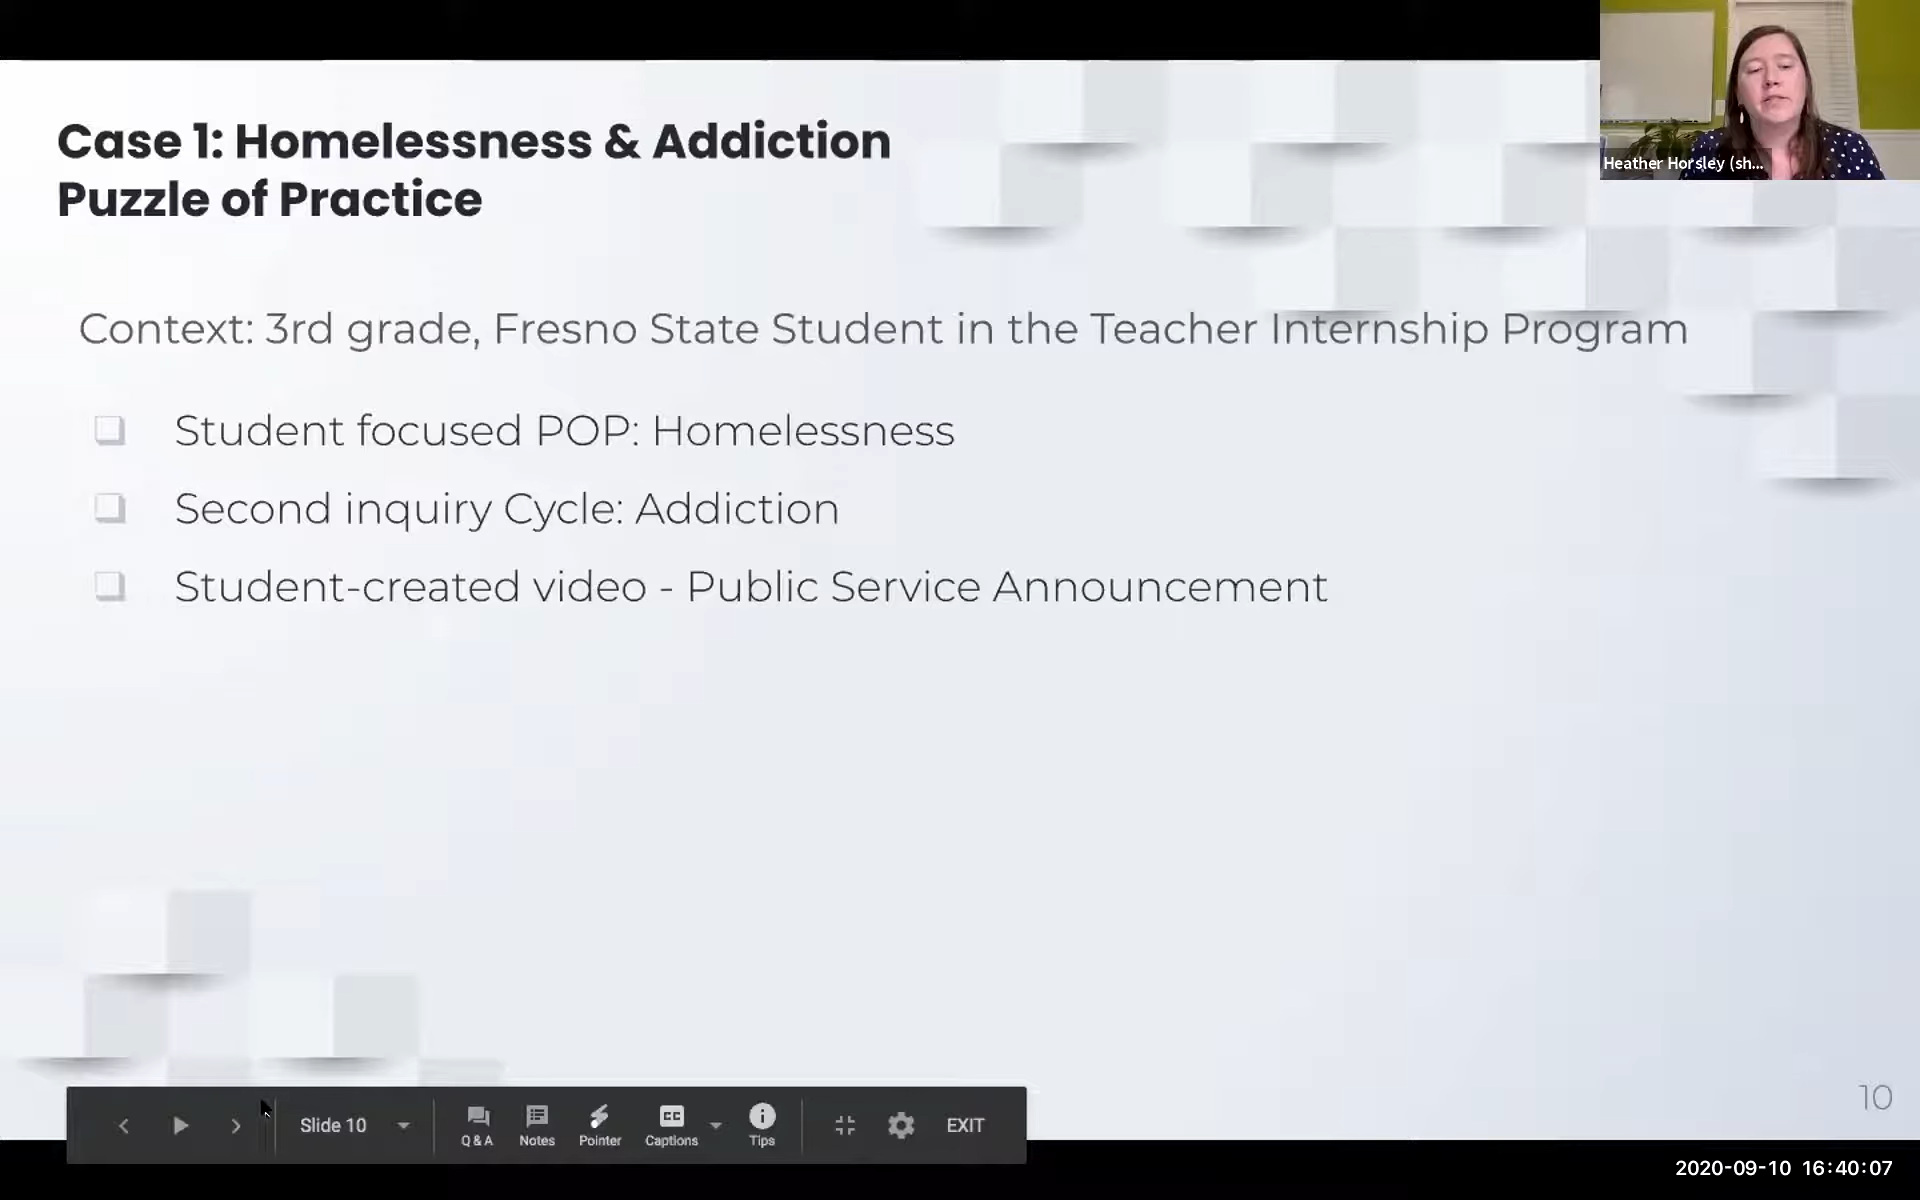 Case 1: Homelessness & Addiction
Puzzle of Practice
Heather Horsley (sh...
Context: 3rd grade, Fresno State Student in the Teacher Internship Program
Student focused POP: Homelessness
Second inquiry Cycle: Addiction
Student-created video - Public Service Announcement
10
Slide 10
Q & A
Notes
Pointer
CC
Captions
Tips
EXIT
2020-09-10 16:40:07